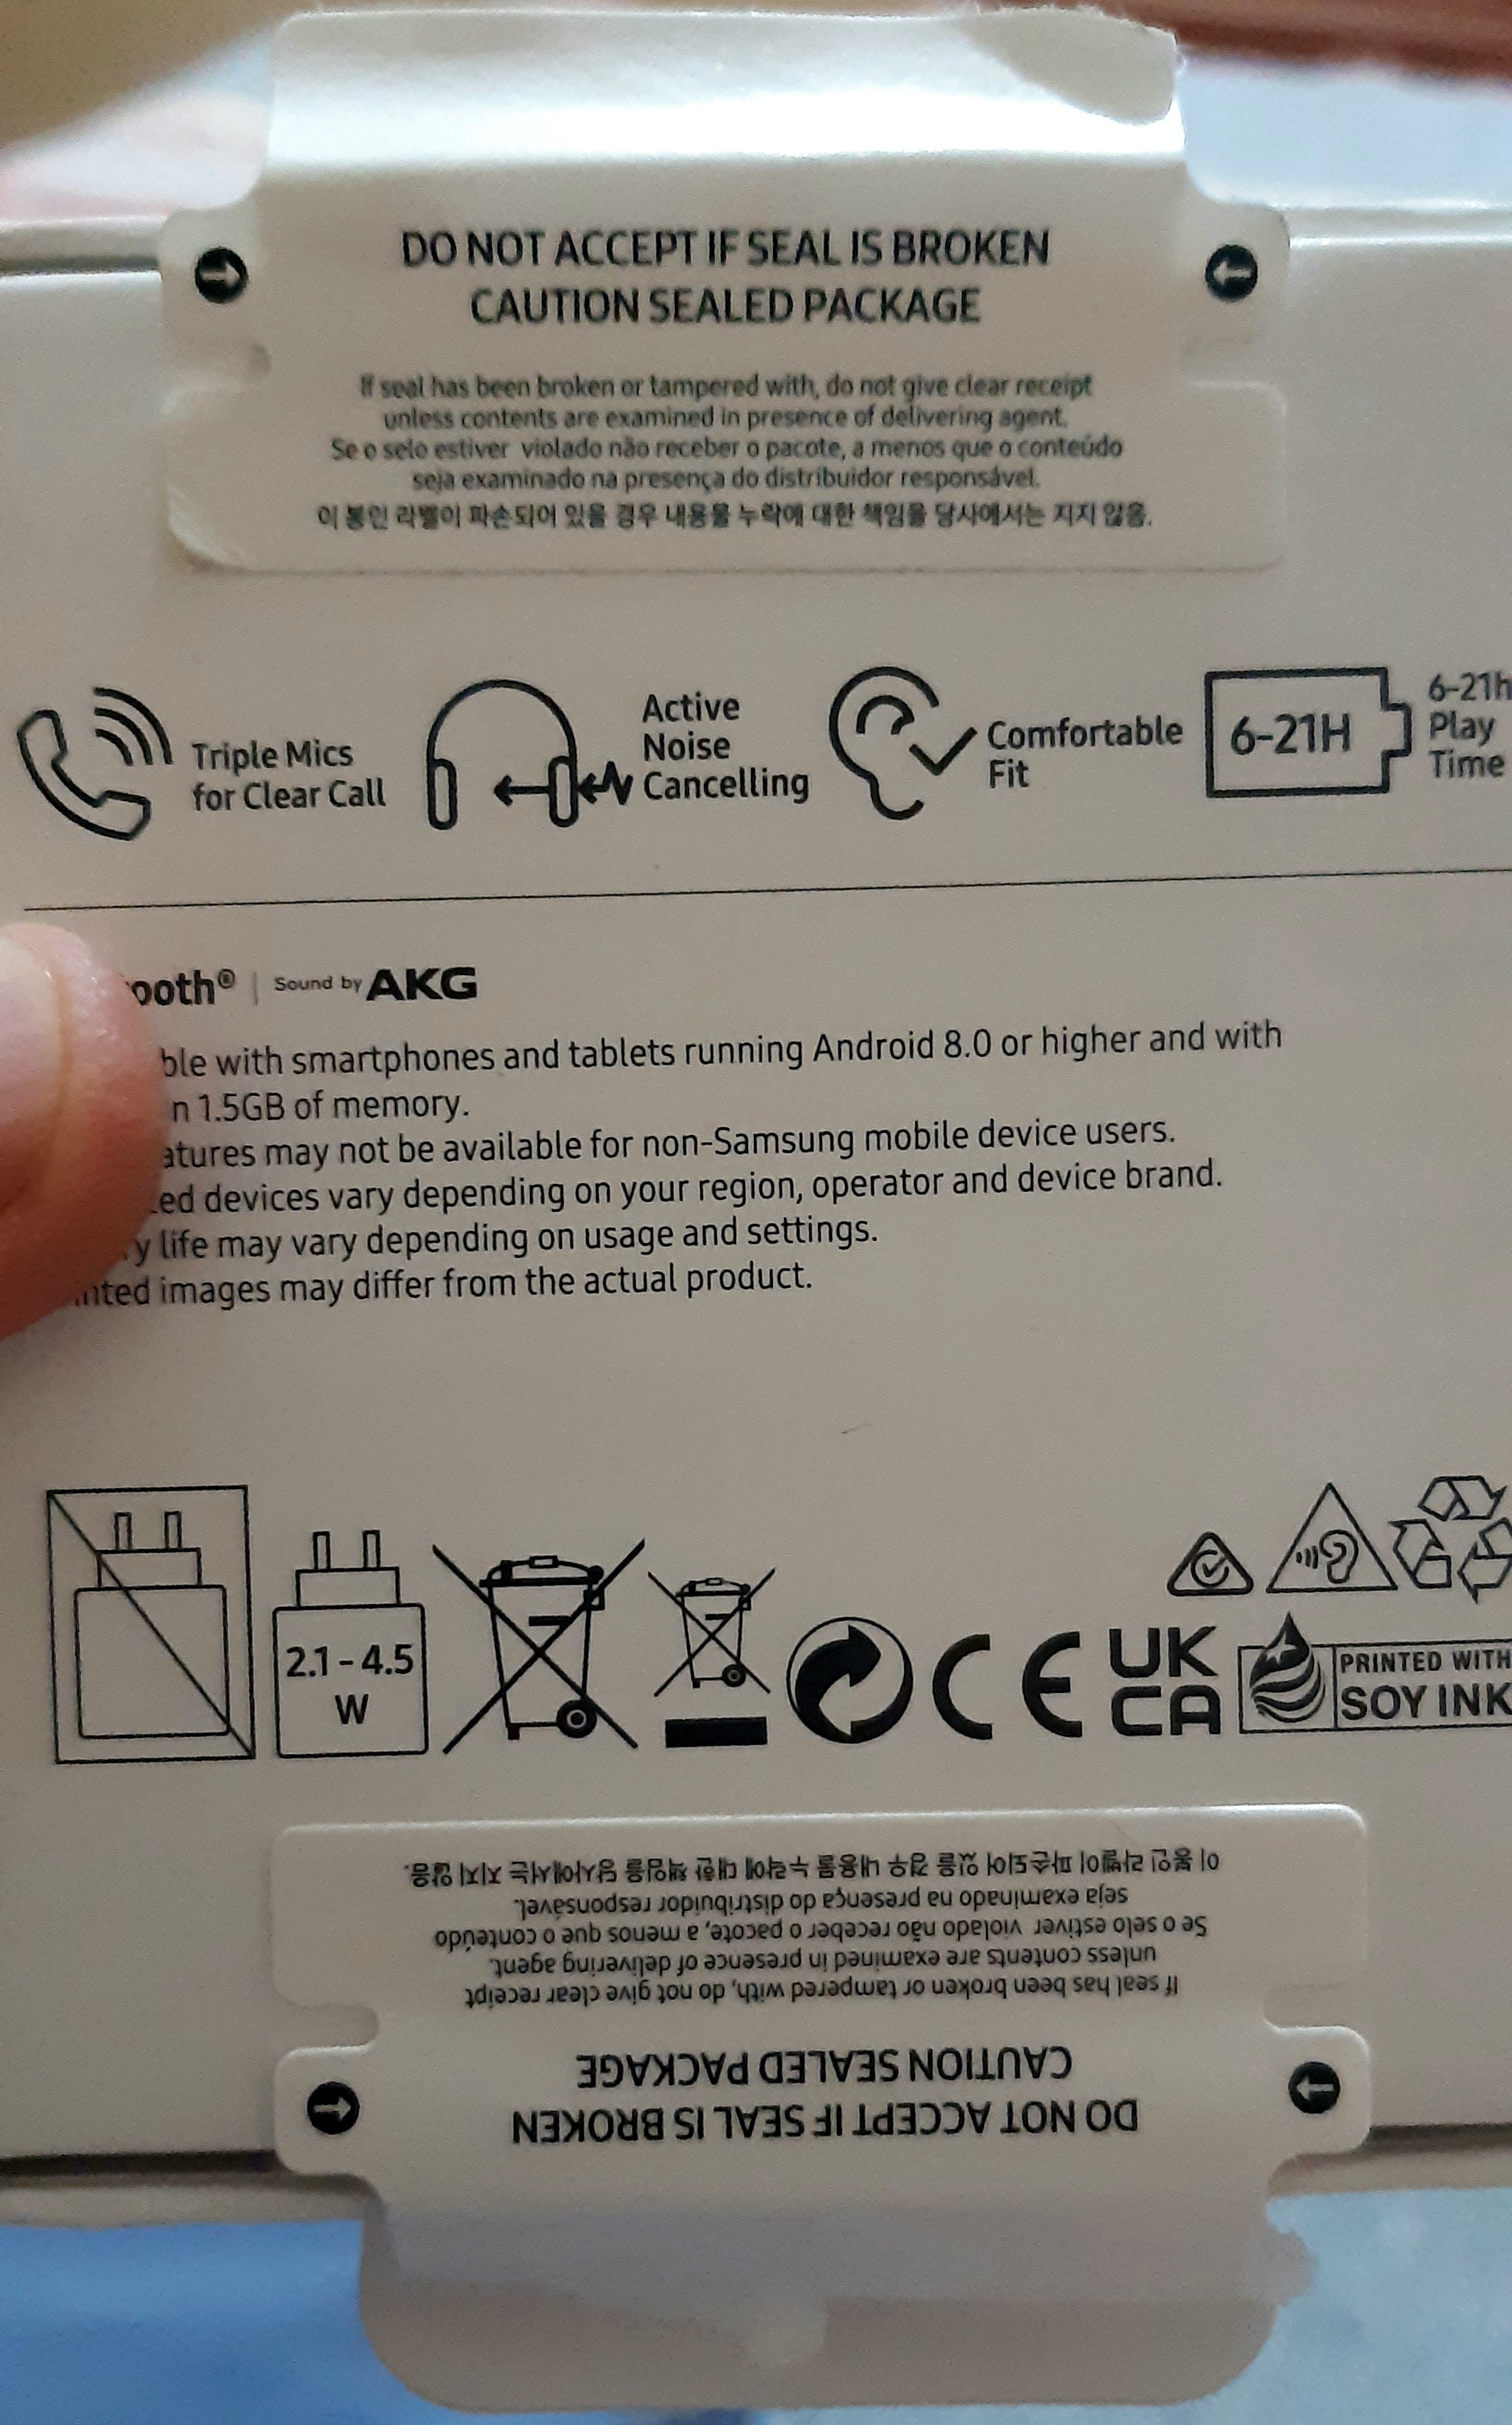 DO NOT ACCEPT IF SEAL IS BROKEN
CAUTION SEALED PACKAGE
If seal has been broken or tampered with, do not give clear receipt
unless contents are examined in presence of delivering agent.
Se o selo estiver violado não receber o pacote, a menos que o conteúdo
seja examinado na presença do distribuidor responsável.
이 봉인 라벨이 파손되어 있을 경우 내용물 누락에 대한 책임을 당사에서는 지지 않음.
Triple Mics
for Clear Call
Active
Noise
Cancelling
Comfortable
Fit
6-21H
6-21h
Play
Time
ooth® | Sound by AKG
ble with smartphones and tablets running Android 8.0 or higher and with
n 1.5GB of memory.
atures may not be available for non-Samsung mobile device users.
ed devices vary depending on your region, operator and device brand.
y life may vary depending on usage and settings.
nted images may differ from the actual product.
2.1 - 4.5
W
CE
UK
CA
PRINTED WITH
SOY INK
DO NOT ACCEPT IF SEAL IS BROKEN
CAUTION SEALED PACKAGE
If seal has been broken or tampered with, do not give clear receipt
unless contents are examined in presence of delivering agent.
Se o selo estiver violado não receber o pacote, a menos que o conteúdo
seja examinado na presença do distribuidor responsável.
이 봉인 라벨이 파손되어 있을 경우 내용물 누락에 대한 책임을 당사에서는 지지 않음.